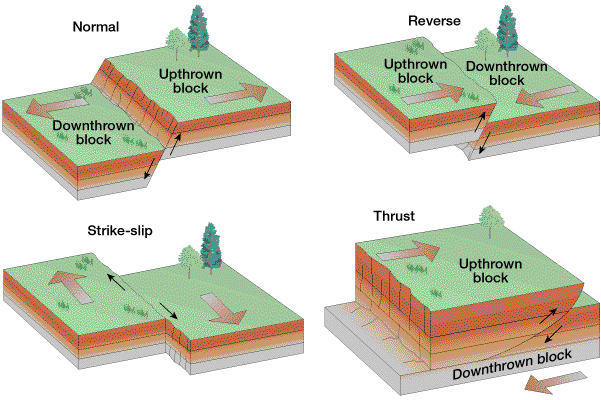 Normal
Upthrown
block
Downthrown
block
Reverse
Upthrown
block
Downthrown
block
Strike-slip
Thrust
Upthrown
block
Downthrown block